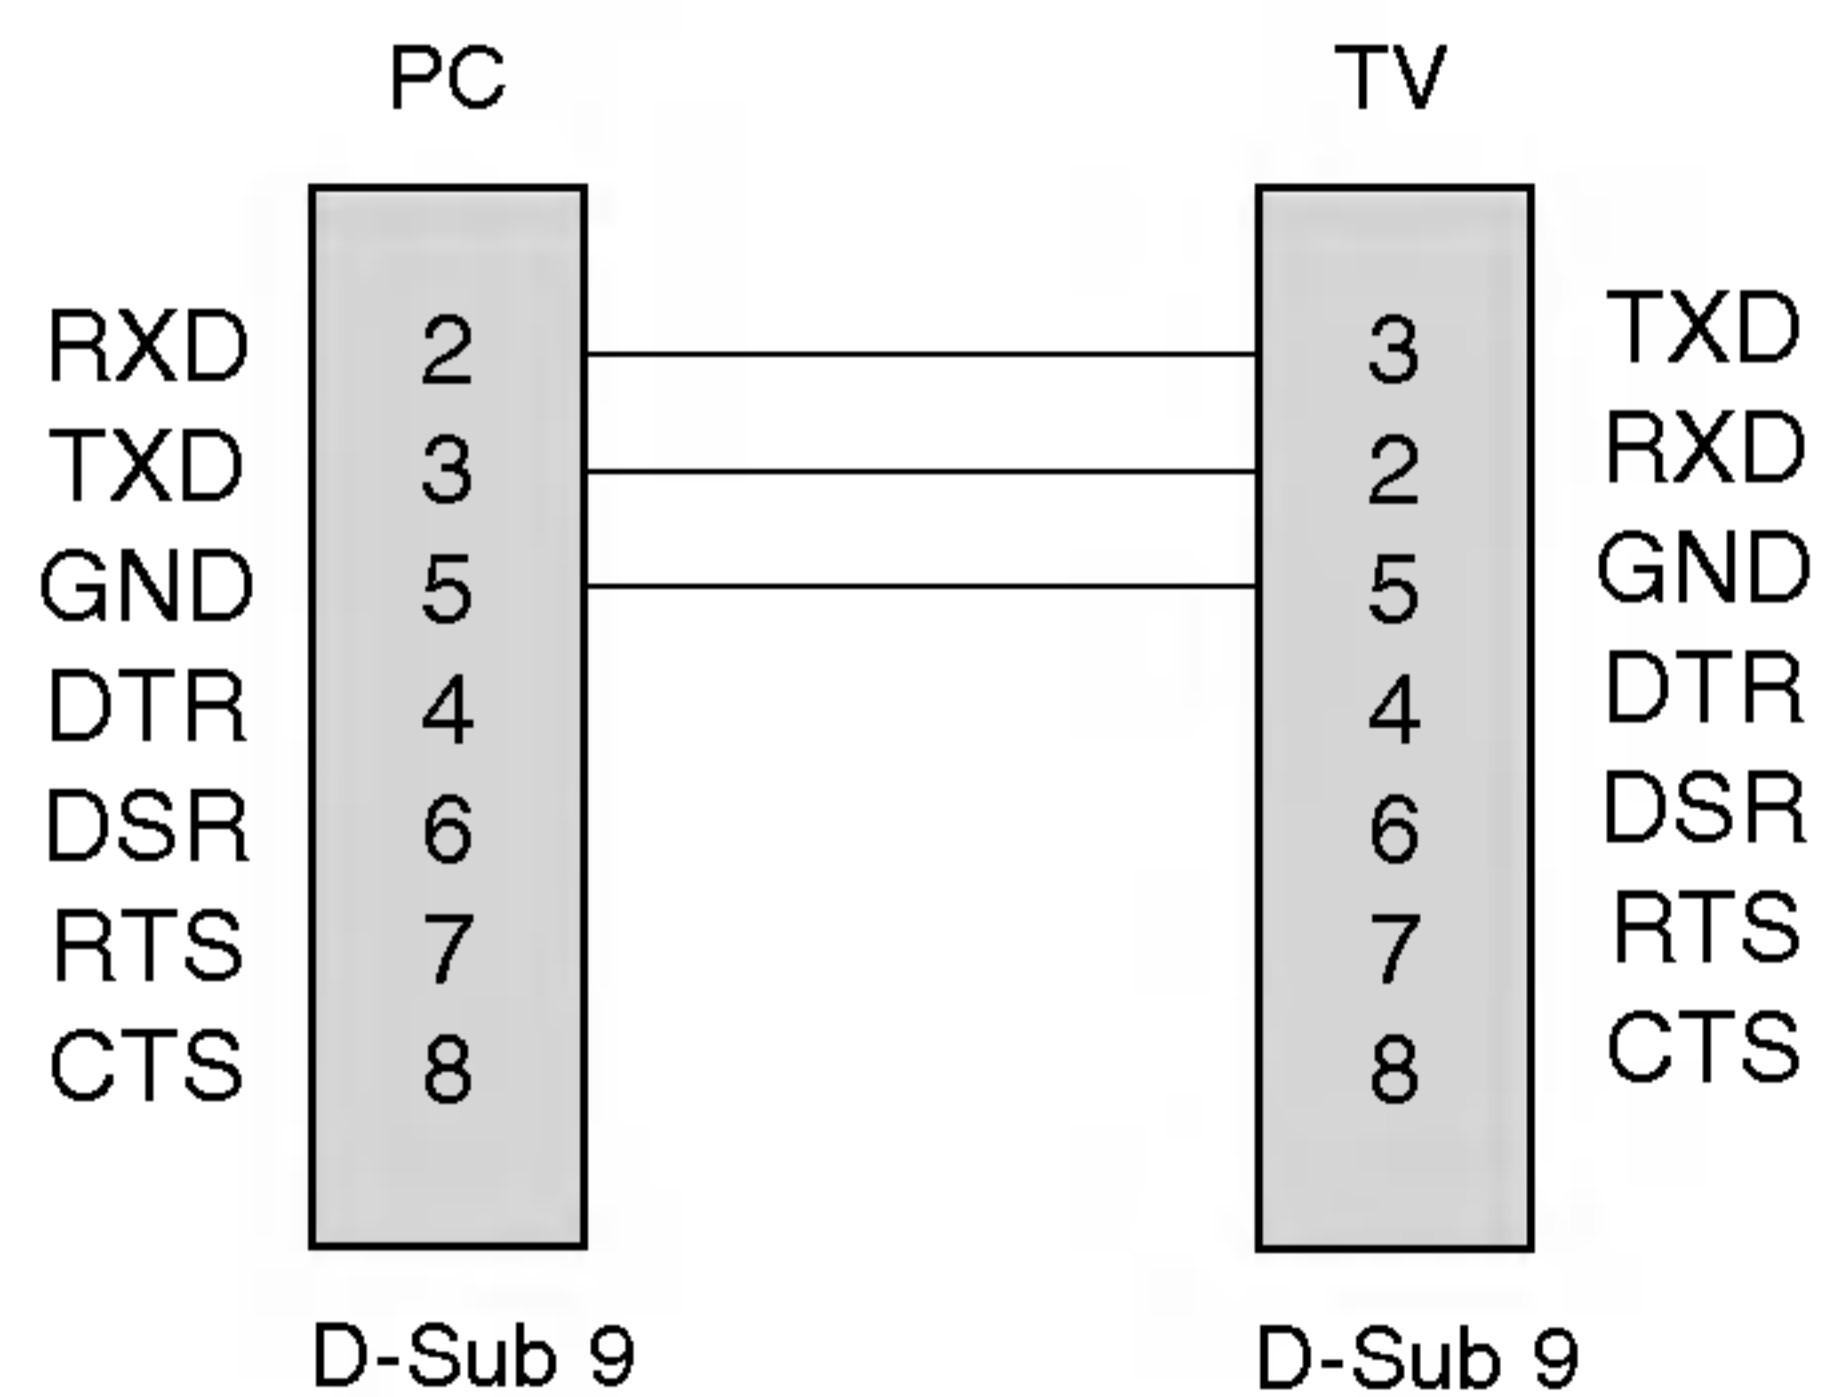 PC TV
RXD 2 3 TXD
TXD 3 2 RXD
GND 5 5 GND
DTR 4 4 DTR
DSR 6 6 DSR
RTS 7 7 RTS
CTS 8 8 CTS
D-Sub 9 D-Sub 9